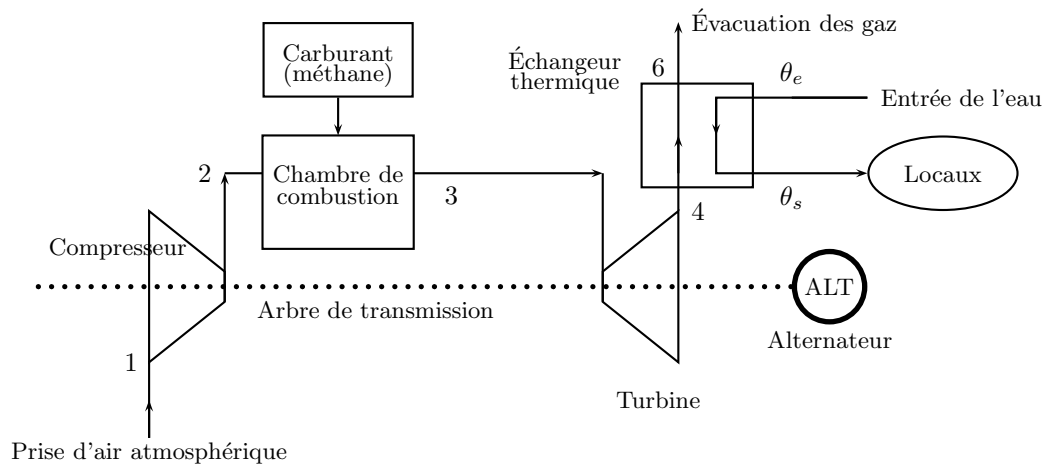 Évacuation des gaz
Carburant
(méthane)
Échangeur
thermique
6
θe
Entrée de l'eau
2
Chambre de
combustion
3
Locaux
θs
4
Compresseur
ALT
Arbre de transmission
Alternateur
1
Turbine
Prise d'air atmosphérique